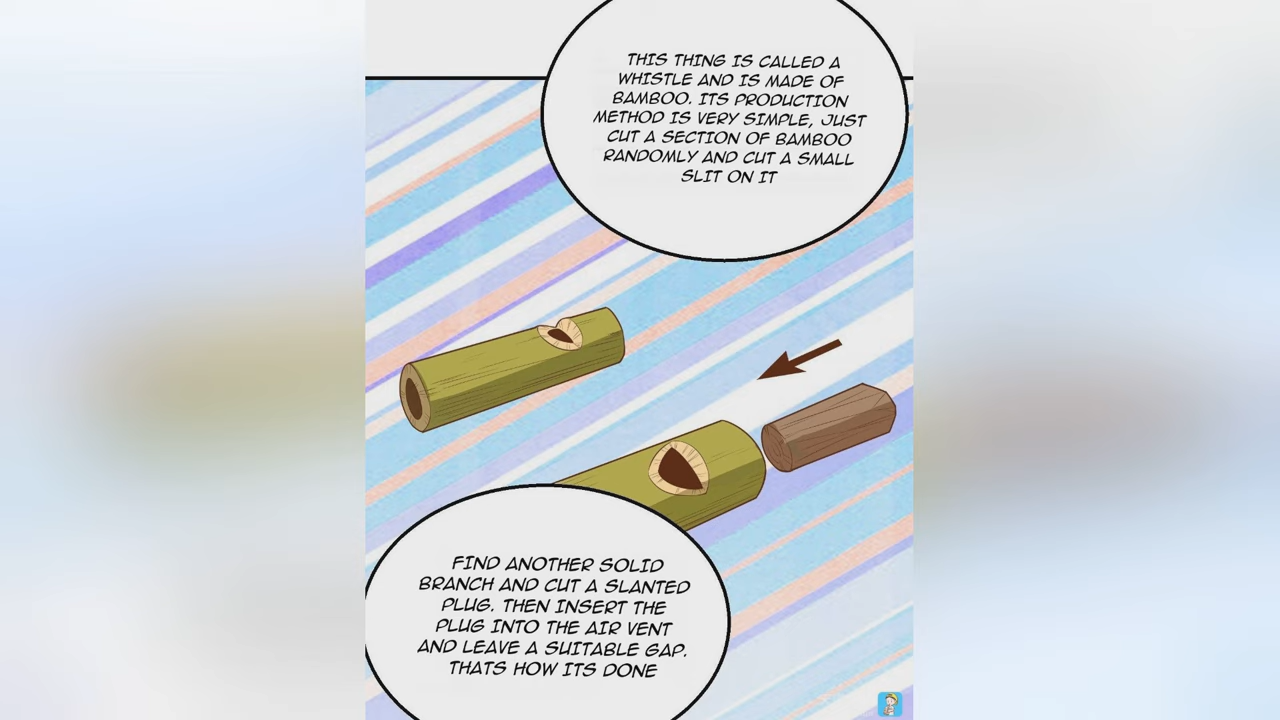 THIS THING IS CALLED A
WHISTLE AND IS MADE OF
BAMBOO. ITS PRODUCTION
METHOD IS VERY SIMPLE, JUST
CUT A SECTION OF BAMBOO
RANDOMLY AND CUT A SMALL
SLIT ON IT
FIND ANOTHER SOLID
BRANCH AND CUT A SLANTED
PLUG. THEN INSERT THE
PLUG INTO THE AIR VENT
AND LEAVE A SUITABLE GAP.
THATS HOW ITS DONE